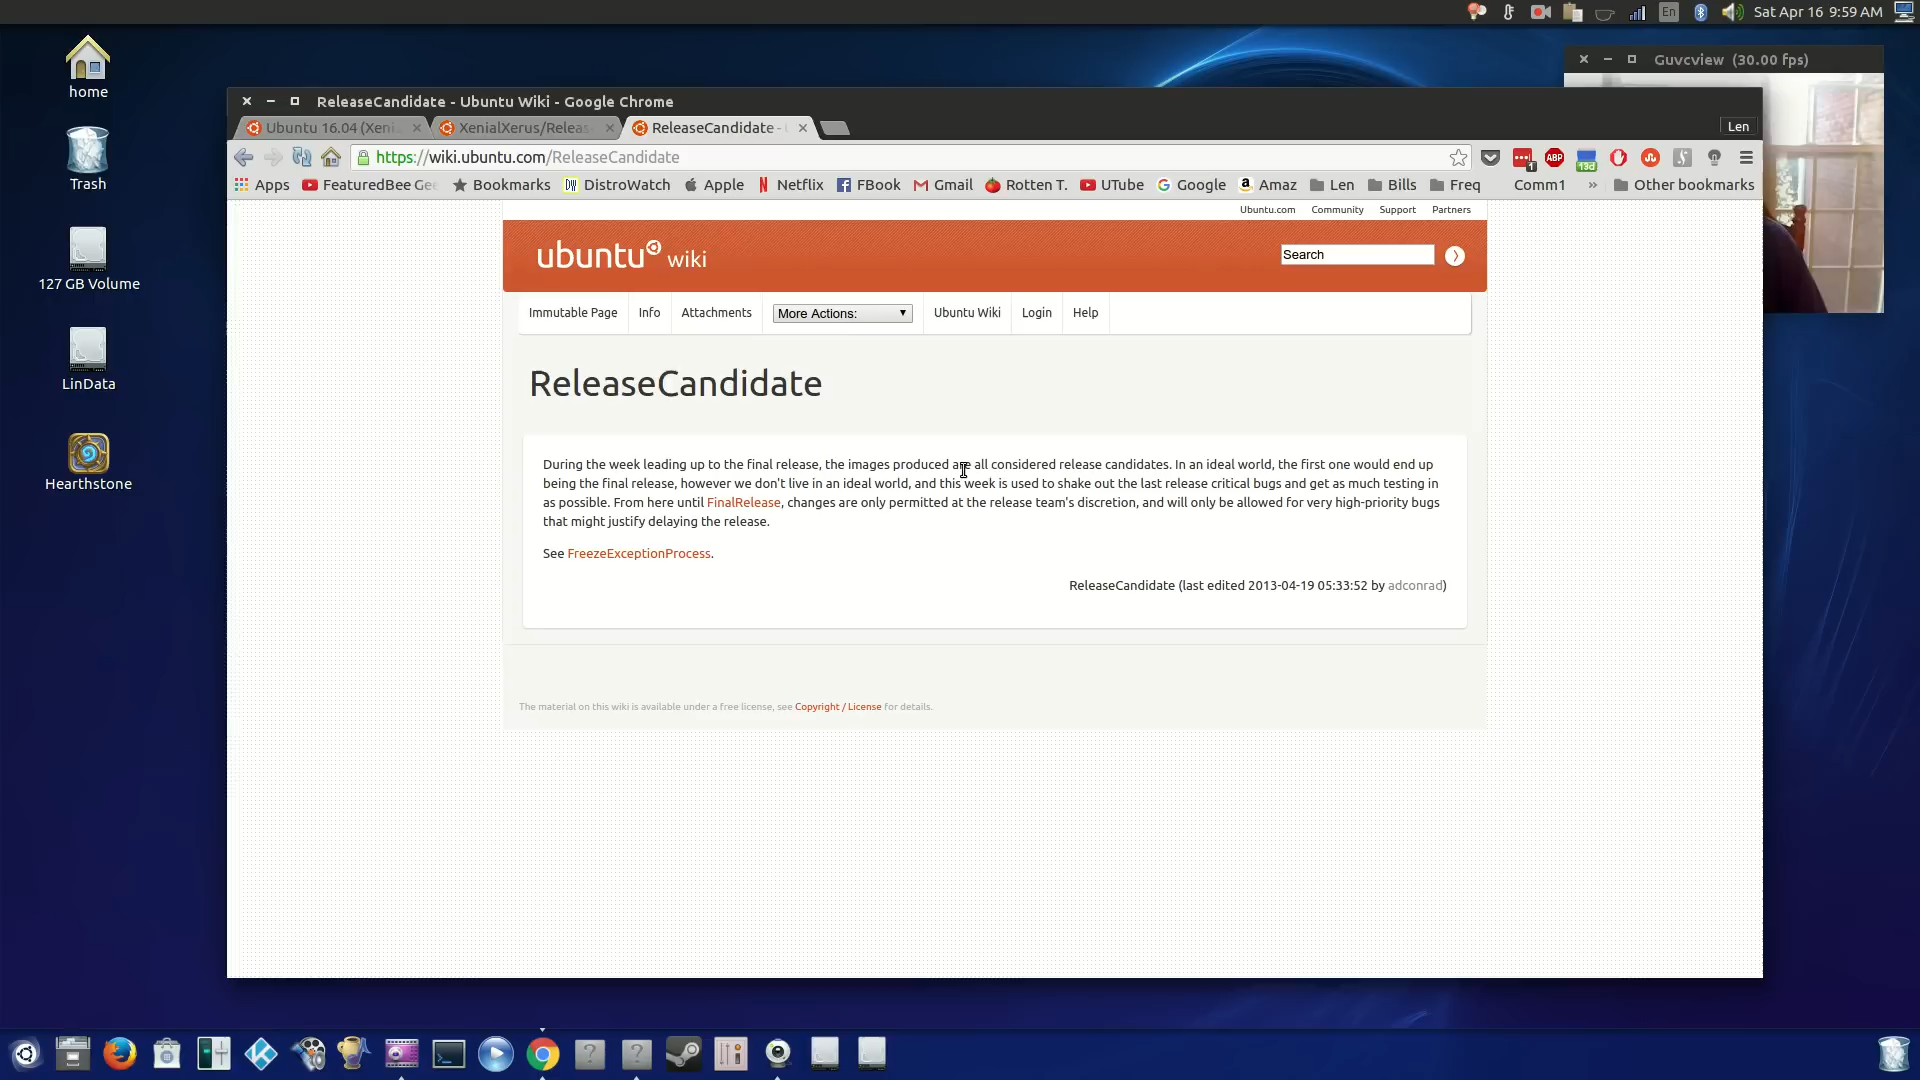 En
Sat Apr 16 9:59 AM
home
Trash
127 GB Volume
LinData
Hearthstone
Guvcview (30.00 fps)
ReleaseCandidate - Ubuntu Wiki - Google Chrome
Ubuntu 16.04 (Xeni
XenialXerus/Releas
ReleaseCandidate -
Len
https://wiki.ubuntu.com/ReleaseCandidate
1
ABP
13d
Apps
FeaturedBee Gee
Bookmarks
DW DistroWatch
Apple
Netflix
FBook
Gmail
Rotten T.
UTube
Google
Amaz
Len
Bills
Freq
Comm1
»
Other bookmarks
Ubuntu.com Community Support Partners
ubuntu wiki
Search
Immutable Page Info Attachments More Actions: Ubuntu Wiki Login Help
ReleaseCandidate
During the week leading up to the final release, the images produced are all considered release candidates. In an ideal world, the first one would end up
being the final release, however we don't live in an ideal world, and this week is used to shake out the last release critical bugs and get as much testing in
as possible. From here until FinalRelease, changes are only permitted at the release team's discretion, and will only be allowed for very high-priority bugs
that might justify delaying the release.
See FreezeExceptionProcess.
ReleaseCandidate (last edited 2013-04-19 05:33:52 by adconrad)
The material on this wiki is available under a free license, see Copyright / License for details.